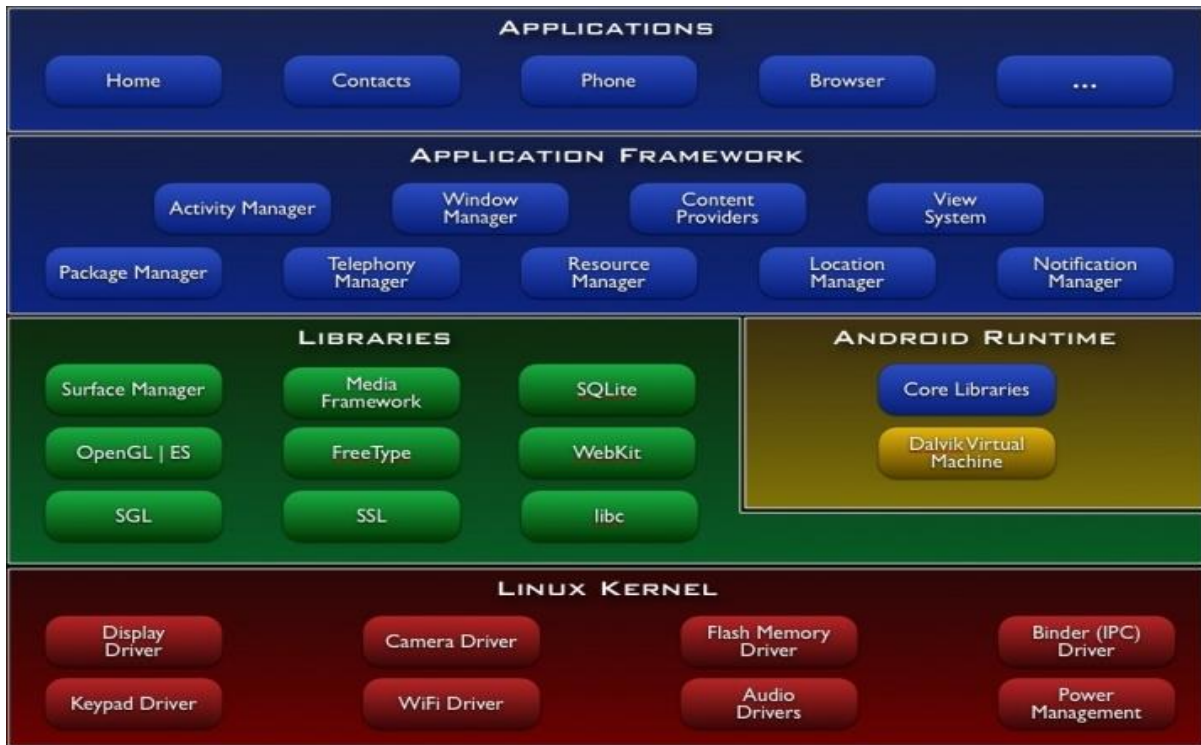 APPLICATIONS
Home
Contacts
Phone
Browser
...
APPLICATION FRAMEWORK
Activity Manager
Window
Manager
Content
Providers
View
System
Package Manager
Telephony
Manager
Resource
Manager
Location
Manager
Notification
Manager
LIBRARIES
Surface Manager
Media
Framework
SQLite
OpenGL | ES
FreeType
WebKit
SGL
SSL
libc
ANDROID RUNTIME
Core Libraries
Dalvik Virtual
Machine
LINUX KERNEL
Display
Driver
Camera Driver
Flash Memory
Driver
Binder (IPC)
Driver
Keypad Driver
WiFi Driver
Audio
Drivers
Power
Management